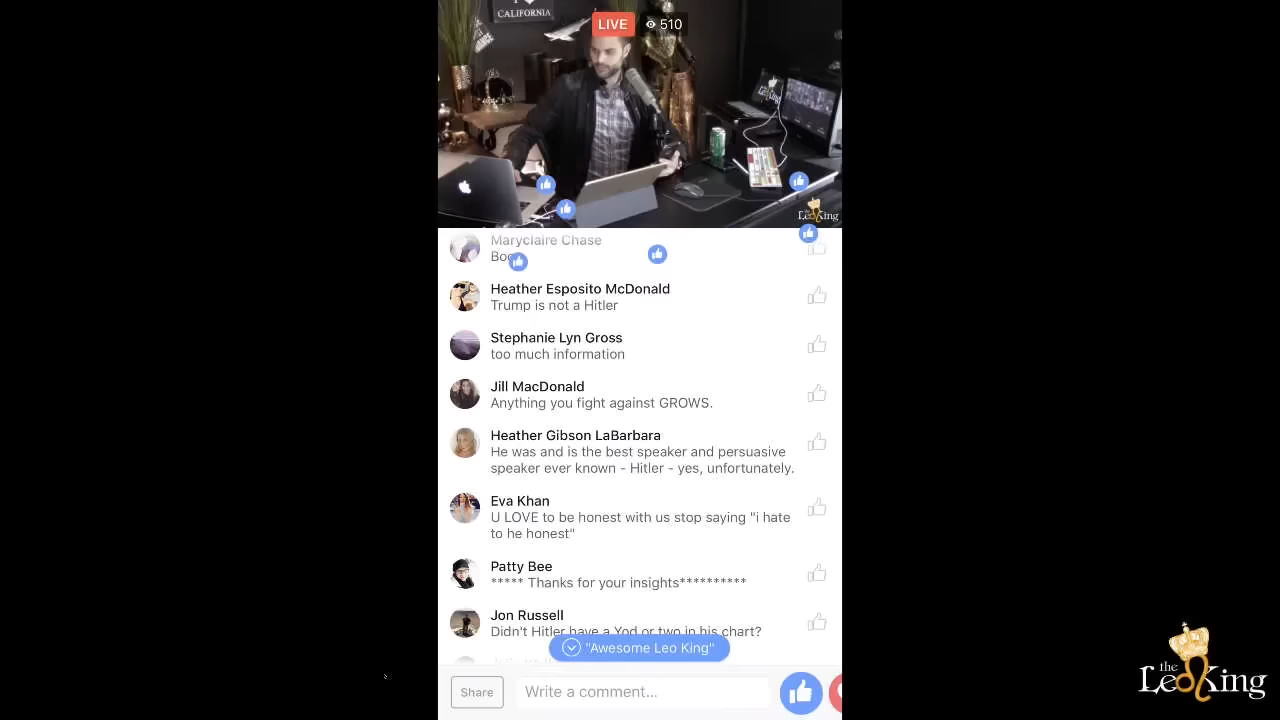 CALIFORNIA
LIVE
510
the
LeoKing
Maryclaire Chase
Heather Esposito McDonald
Trump is not a Hitler
Stephanie Lyn Gross
too much information
Jill MacDonald
Anything you fight against GROWS.
Heather Gibson LaBarbara
He was and is the best speaker and persuasive
speaker ever known - Hitler - yes, unfortunately.
Eva Khan
U LOVE to be honest with us stop saying "i hate
to he honest"
Patty Bee
***** Thanks for your insights**********
Jon Russell
Didn't Hitler have a Yod or two in his chart?
"Awesome Leo King"
Share
Write a comment...
the
LeoKing